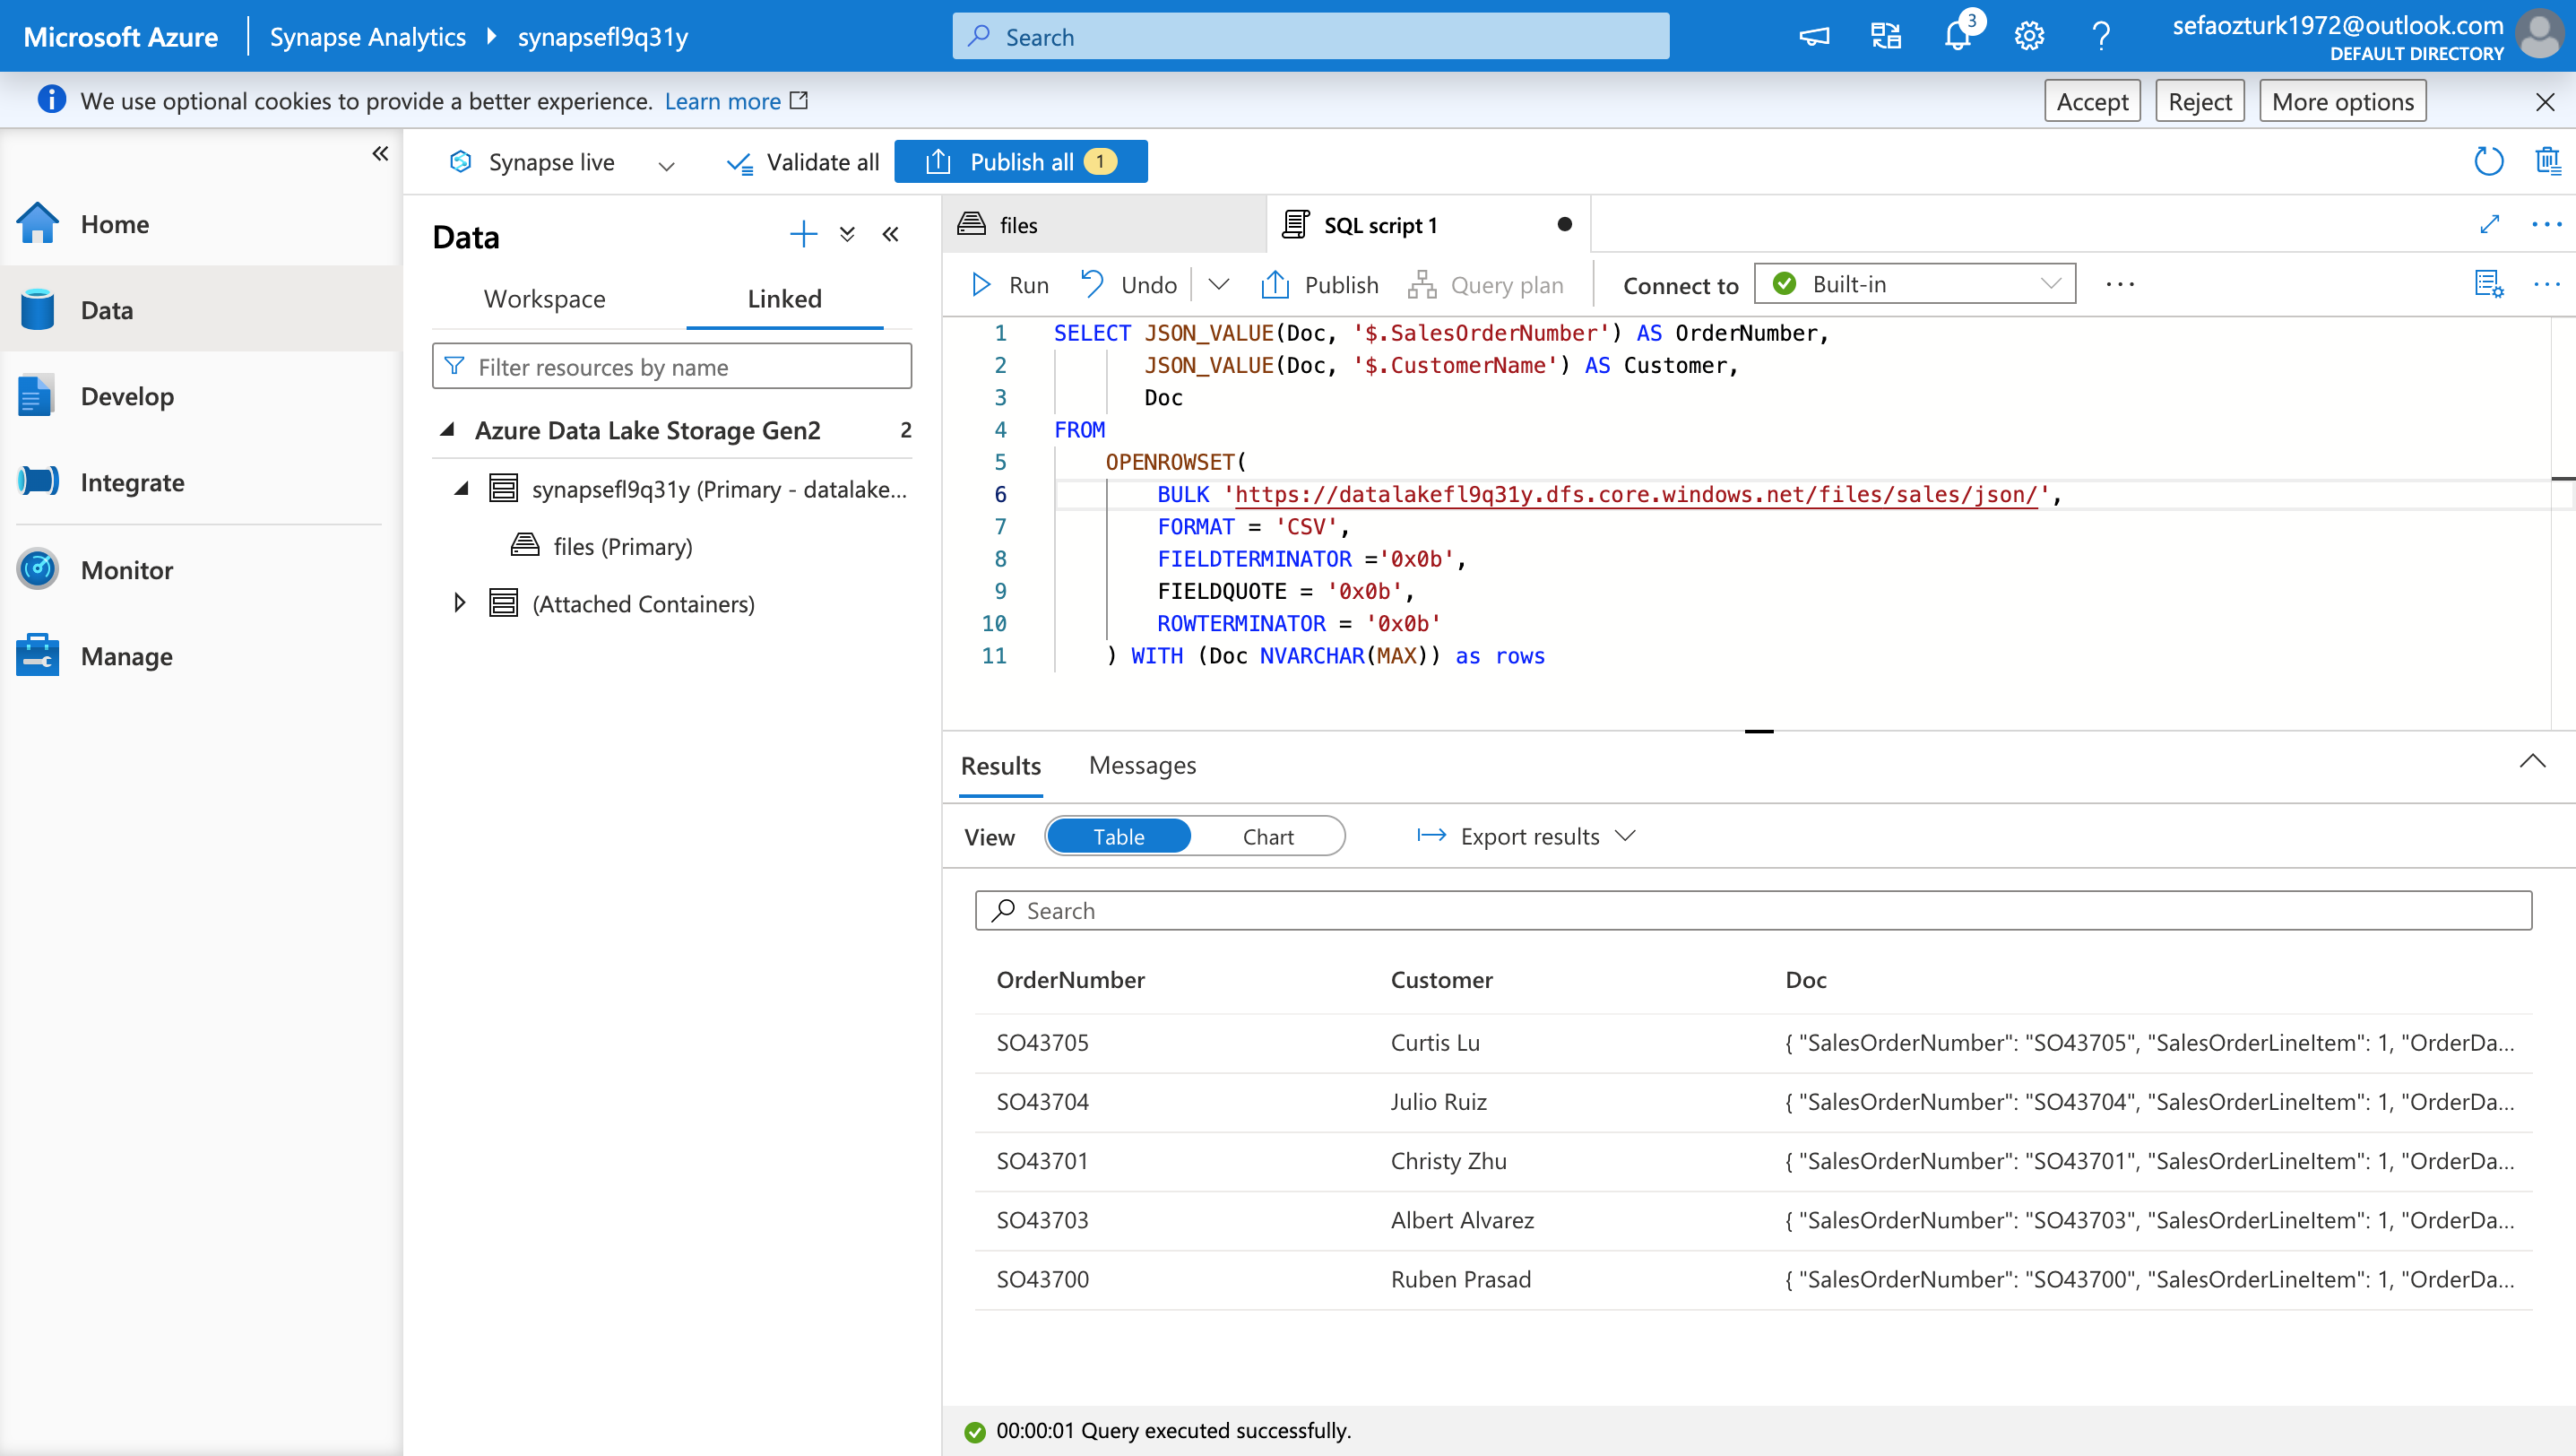 Microsoft Azure
Synapse Analytics
synapsefl9q31y
Search
3
sefaozturk1972@outlook.com
DEFAULT DIRECTORY
We use optional cookies to provide a better experience. Learn more
Accept
Reject
More options
Synapse live
Validate all
Publish all 1
Home
Data
Develop
Integrate
Monitor
Manage
Data
Workspace
Linked
Filter resources by name
Azure Data Lake Storage Gen2 2
synapsefl9q31y (Primary - datalake...
files (Primary)
(Attached Containers)
files
SQL script 1
Run
Undo
Publish
Query plan
Connect to
Built-in
1 SELECT JSON_VALUE(Doc, '$.SalesOrderNumber') AS OrderNumber,
2 JSON_VALUE(Doc, '$.CustomerName') AS Customer,
3 Doc
4 FROM
5 OPENROWSET(
6 BULK 'https://datalakefl9q31y.dfs.core.windows.net/files/sales/json/',
7 FORMAT = 'CSV',
8 FIELDTERMINATOR ='0x0b',
9 FIELDQUOTE = '0x0b',
10 ROWTERMINATOR = '0x0b'
11 ) WITH (Doc NVARCHAR(MAX)) as rows
Results
Messages
View
Table
Chart
Export results
Search
OrderNumber Customer Doc
SO43705 Curtis Lu { "SalesOrderNumber": "SO43705", "SalesOrderLineItem": 1, "OrderDa...
SO43704 Julio Ruiz { "SalesOrderNumber": "SO43704", "SalesOrderLineItem": 1, "OrderDa...
SO43701 Christy Zhu { "SalesOrderNumber": "SO43701", "SalesOrderLineItem": 1, "OrderDa...
SO43703 Albert Alvarez { "SalesOrderNumber": "SO43703", "SalesOrderLineItem": 1, "OrderDa...
SO43700 Ruben Prasad { "SalesOrderNumber": "SO43700", "SalesOrderLineItem": 1, "OrderDa...
00:00:01 Query executed successfully.